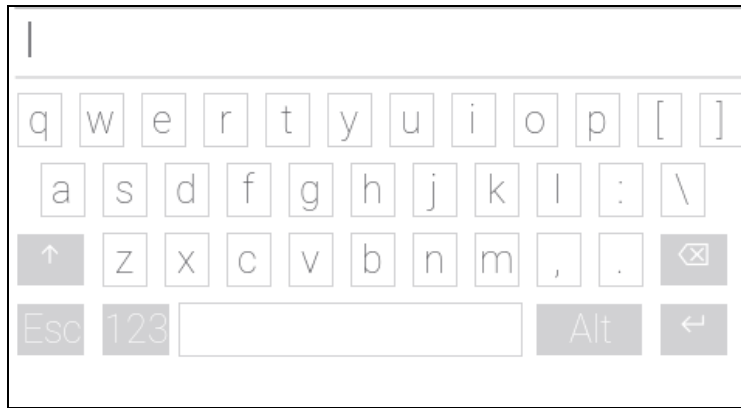 q w e r t y u i o p [ ]
a s d f g h j k l : \
↑ z x c v b n m , . ⌫
Esc 123 Alt ↵